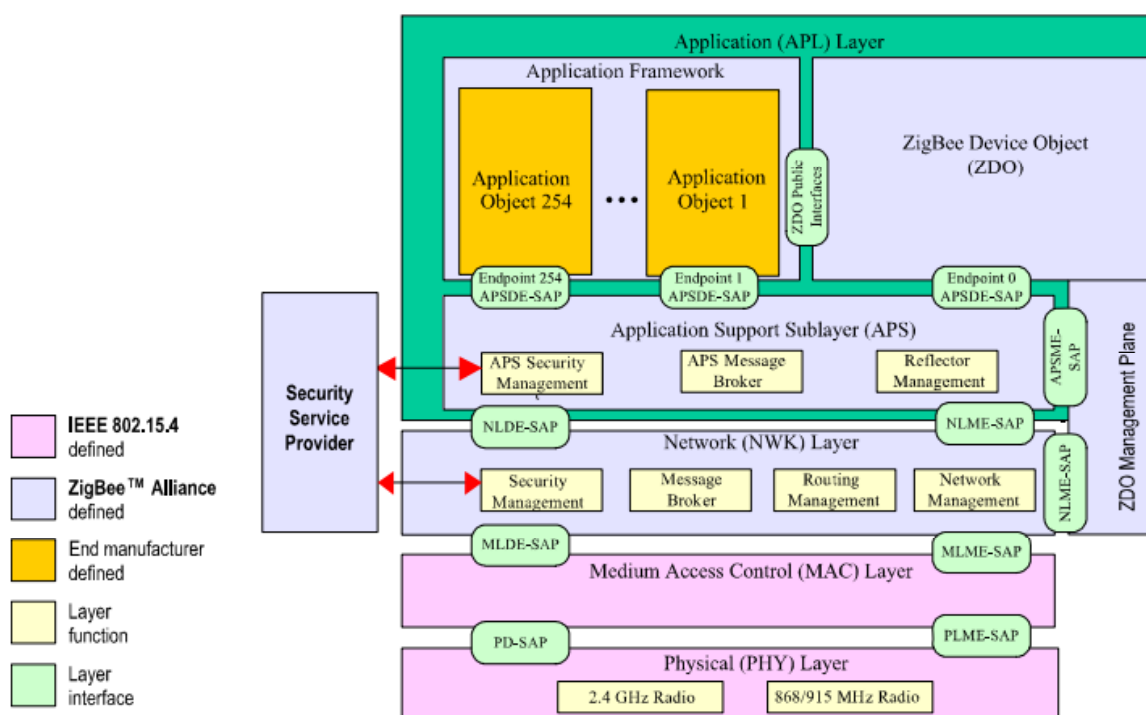 Application (APL) Layer
Application Framework
Application
Object 254
...
Application
Object 1
ZDO Public
Interfaces
ZigBee Device Object
(ZDO)
Endpoint 254
APSDE-SAP
Endpoint 1
APSDE-SAP
Endpoint 0
APSDE-SAP
Application Support Sublayer (APS)
APS Security
Management
APS Message
Broker
Reflector
Management
APSME-
SAP
Security
Service
Provider
ZDO Management Plane
NLDE-SAP
NLME-SAP
Network (NWK) Layer
Security
Management
Message
Broker
Routing
Management
Network
Management
NLME-SAP
MLDE-SAP
MLME-SAP
Medium Access Control (MAC) Layer
PD-SAP
PLME-SAP
Physical (PHY) Layer
2.4 GHz Radio
868/915 MHz Radio
IEEE 802.15.4
defined
ZigBee™ Alliance
defined
End manufacturer
defined
Layer
function
Layer
interface